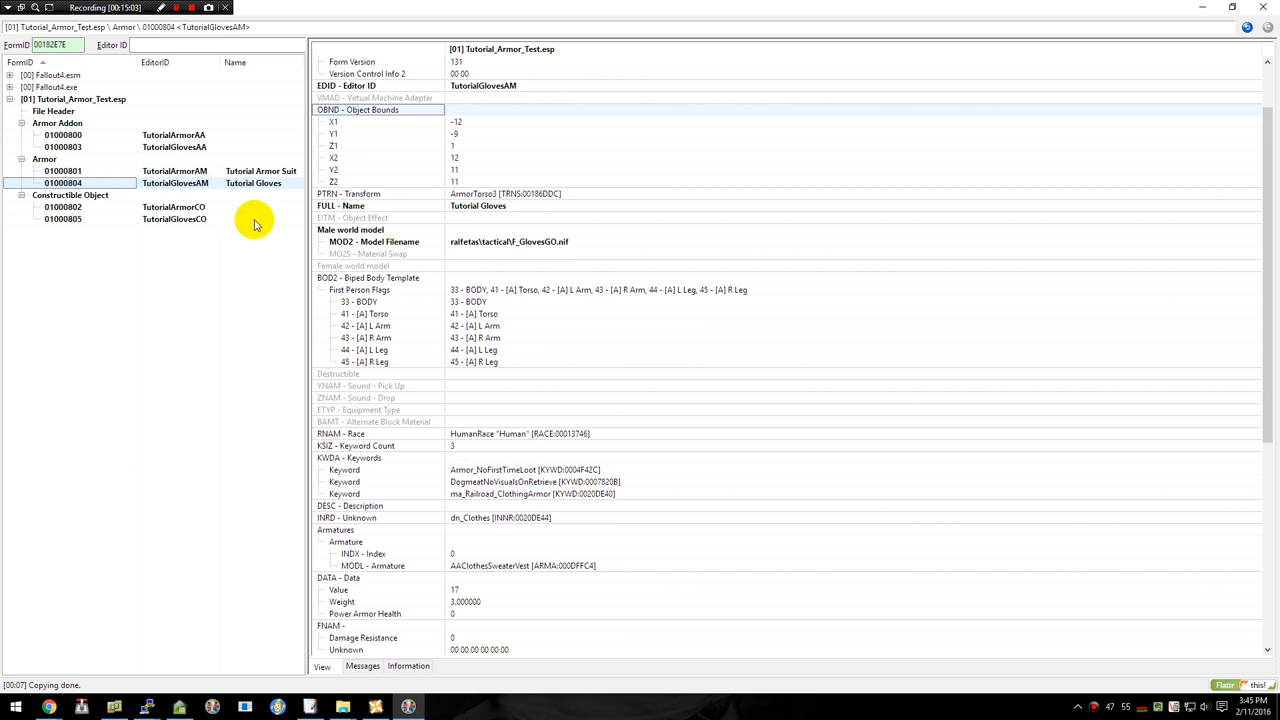 Recording [00:15:03]
[01] Tutorial_Armor_Test.esp \ Armor \ 01000804 <TutorialGlovesAM>
FormID 00182E7E Editor ID
FormID EditorID Name
[00] Fallout4.esm
[00] Fallout4.exe
[01] Tutorial_Armor_Test.esp
File Header
Armor Addon
01000800 TutorialArmorAA
01000803 TutorialGlovesAA
Armor
01000801 TutorialArmorAM Tutorial Armor Suit
01000804 TutorialGlovesAM Tutorial Gloves
Constructible Object
01000802 TutorialArmorCO
01000805 TutorialGlovesCO
[01] Tutorial_Armor_Test.esp
Form Version 131
Version Control Info 2 00 00
EDID - Editor ID TutorialGlovesAM
VMAD - Virtual Machine Adapter
OBND - Object Bounds
X1 -12
Y1 -9
Z1 1
X2 12
Y2 11
Z2 11
PTRN - Transform ArmorTorso3 [TRNS:00186DDC]
FULL - Name Tutorial Gloves
EITM - Object Effect
Male world model
MOD2 - Model Filename ralfetas\tactical\F_GlovesGO.nif
MO2S - Material Swap
Female world model
BOD2 - Biped Body Template
First Person Flags 33 - BODY, 41 - [A] Torso, 42 - [A] L Arm, 43 - [A] R Arm, 44 - [A] L Leg, 45 - [A] R Leg
33 - BODY 33 - BODY
41 - [A] Torso 41 - [A] Torso
42 - [A] L Arm 42 - [A] L Arm
43 - [A] R Arm 43 - [A] R Arm
44 - [A] L Leg 44 - [A] L Leg
45 - [A] R Leg 45 - [A] R Leg
Destructible
YNAM - Sound - Pick Up
ZNAM - Sound - Drop
ETYP - Equipment Type
BAMT - Alternate Block Material
RNAM - Race HumanRace "Human" [RACE:00013746]
KSIZ - Keyword Count 3
KWDA - Keywords
Keyword Armor_NoFirstTimeLoot [KYWD:0004F42C]
Keyword DogmeatNoVisualsOnRetrieve [KYWD:0007820B]
Keyword ma_Railroad_ClothingArmor [KYWD:0020DE40]
DESC - Description
INRD - Unknown dn_Clothes [INNR:0020DE44]
Armatures
Armature
INDX - Index 0
MODL - Armature AAClothesSweaterVest [ARMA:000DFFC4]
DATA - Data
Value 17
Weight 3.000000
Power Armor Health 0
FNAM -
Damage Resistance 0
Unknown 00 00 00 00 00 00
View Messages Information
[00:07] Copying done.
Flattr this!
47 55
3:45 PM
2/11/2016